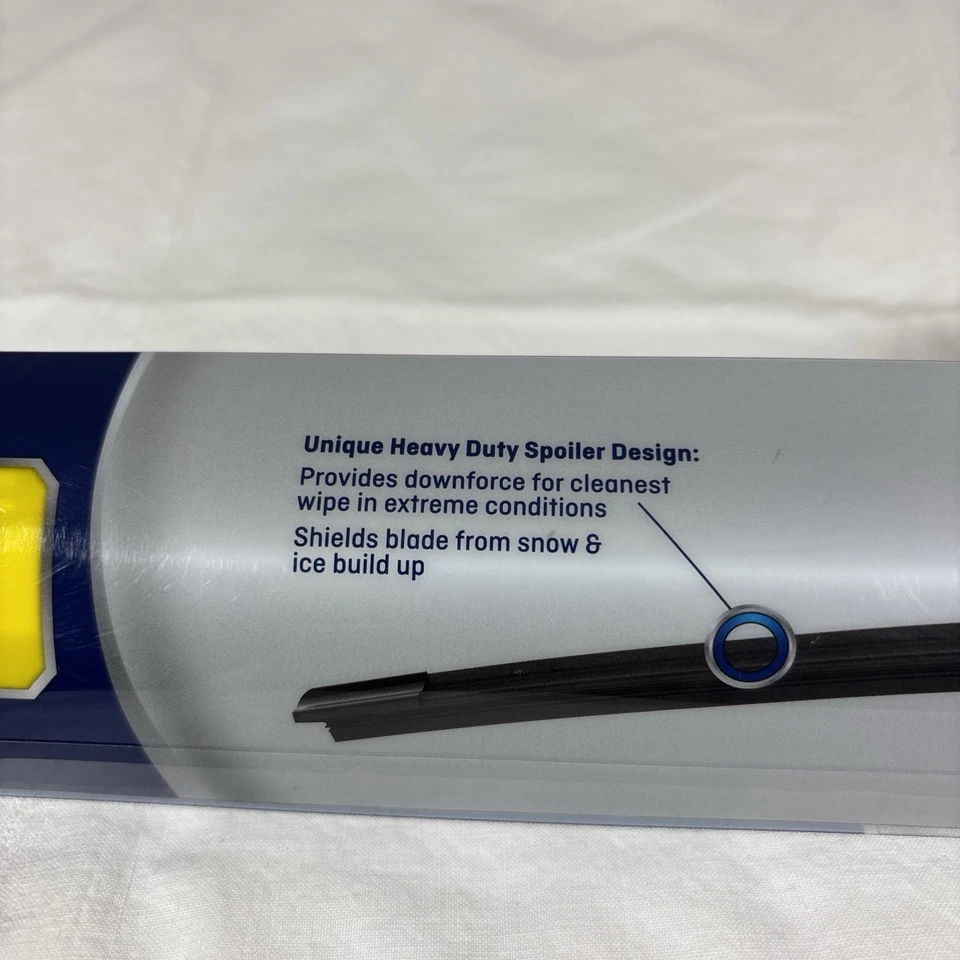 Unique Heavy Duty Spoiler Design:
Provides downforce for cleanest
wipe in extreme conditions
Shields blade from snow &
ice build up